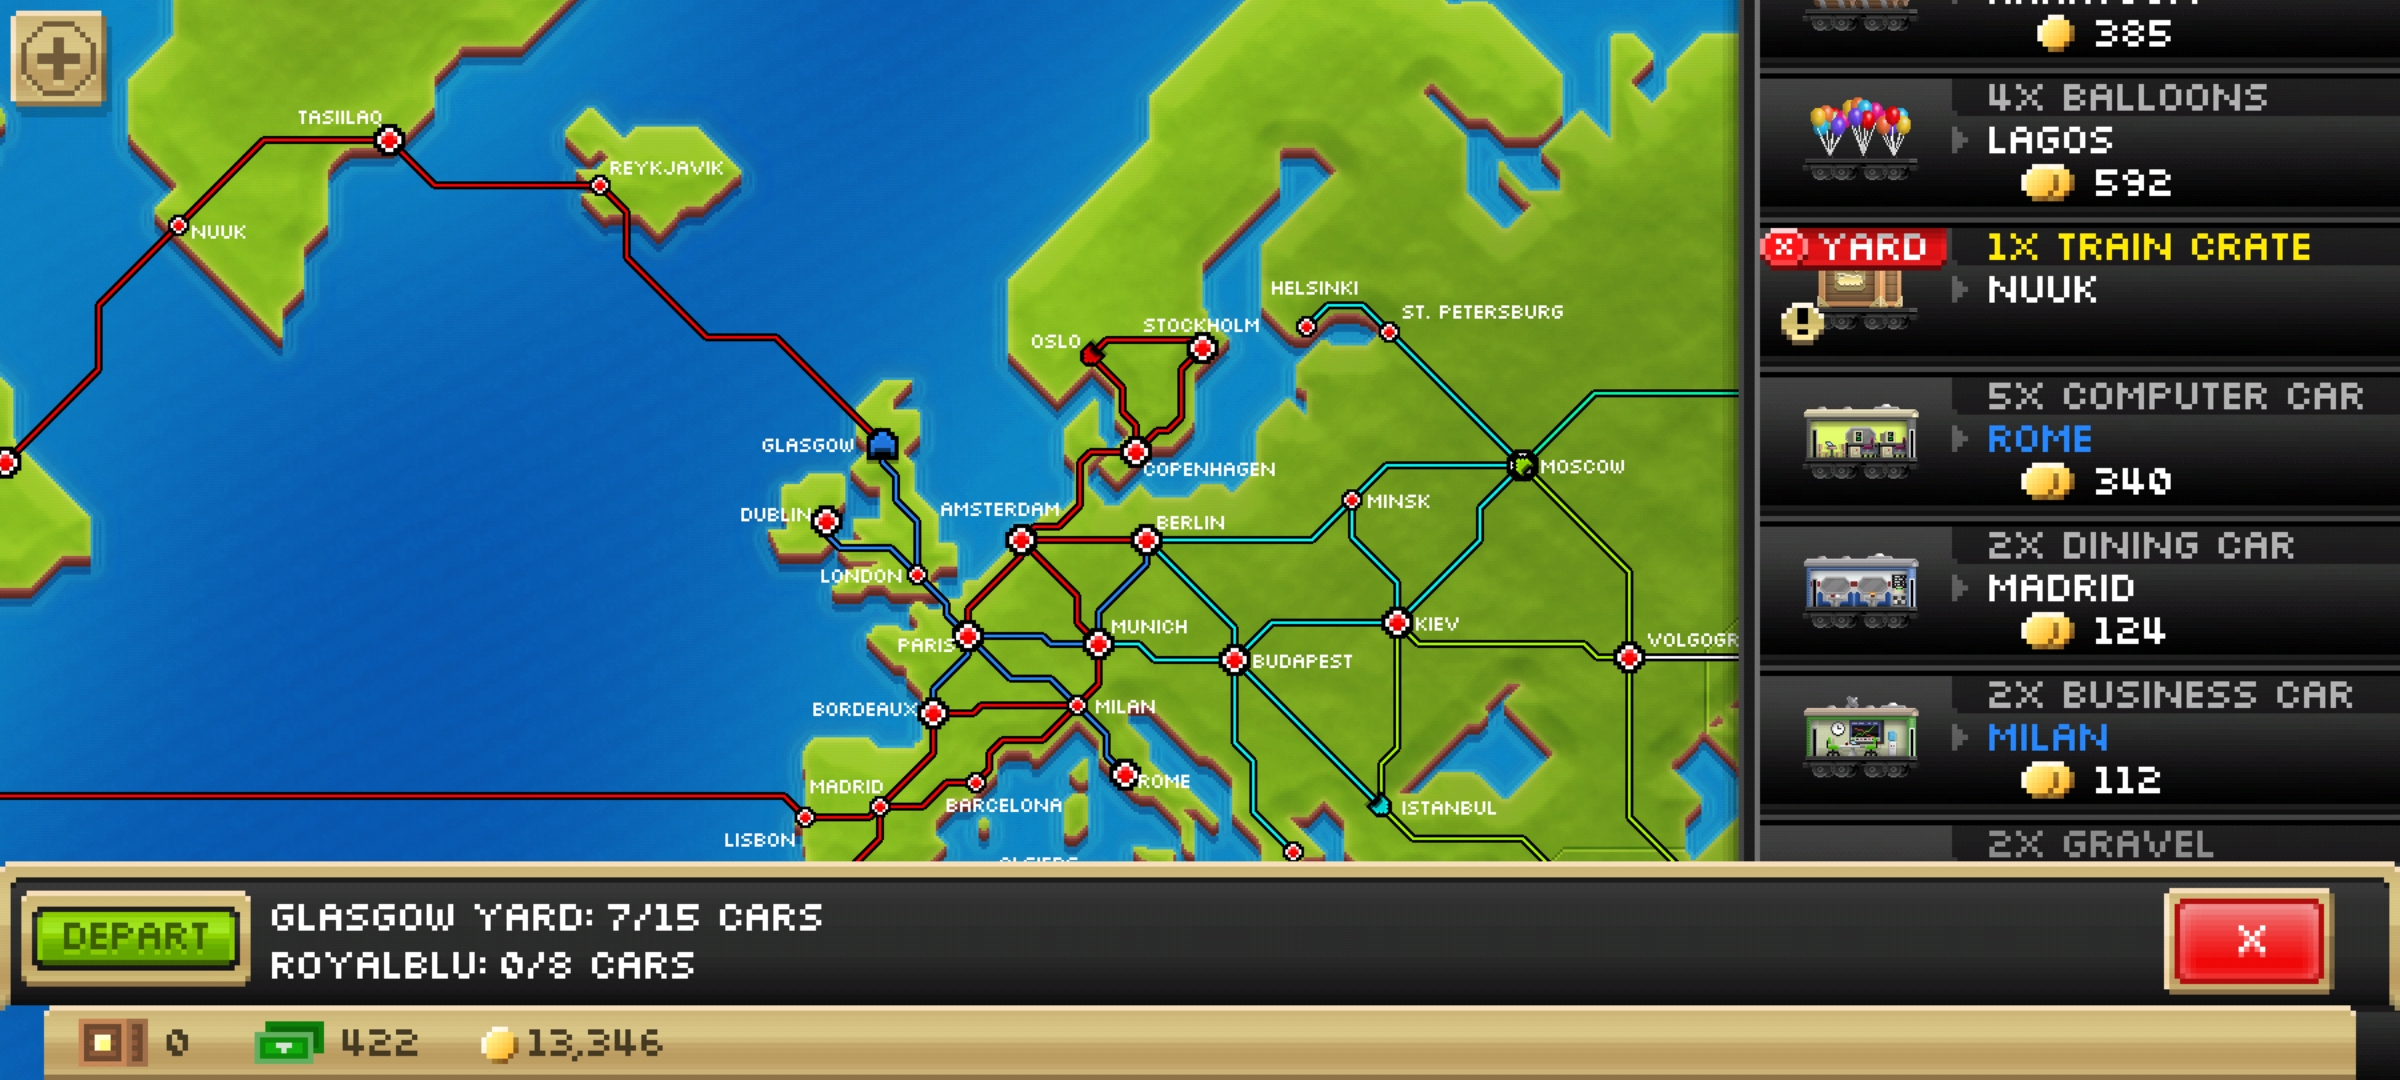 TASIILAQ
REYKJAVIK
NUUK
HELSINKI
ST. PETERSBURG
STOCKHOLM
OSLO
GLASGOW
COPENHAGEN
MOSCOW
MINSK
DUBLIN
AMSTERDAM
BERLIN
LONDON
PARIS
MUNICH
KIEV
VOLGOGR
BUDAPEST
BORDEAUX
MILAN
MADRID
ROME
BARCELONA
ISTANBUL
LISBON
385
4X BALLOONS
LAGOS
592
YARD
1X TRAIN CRATE
NUUK
5X COMPUTER CAR
ROME
340
2X DINING CAR
MADRID
124
2X BUSINESS CAR
MILAN
112
2X GRAVEL
DEPART
GLASGOW YARD: 7/15 CARS
ROYALBLU: 0/8 CARS
X
0
422
13,346